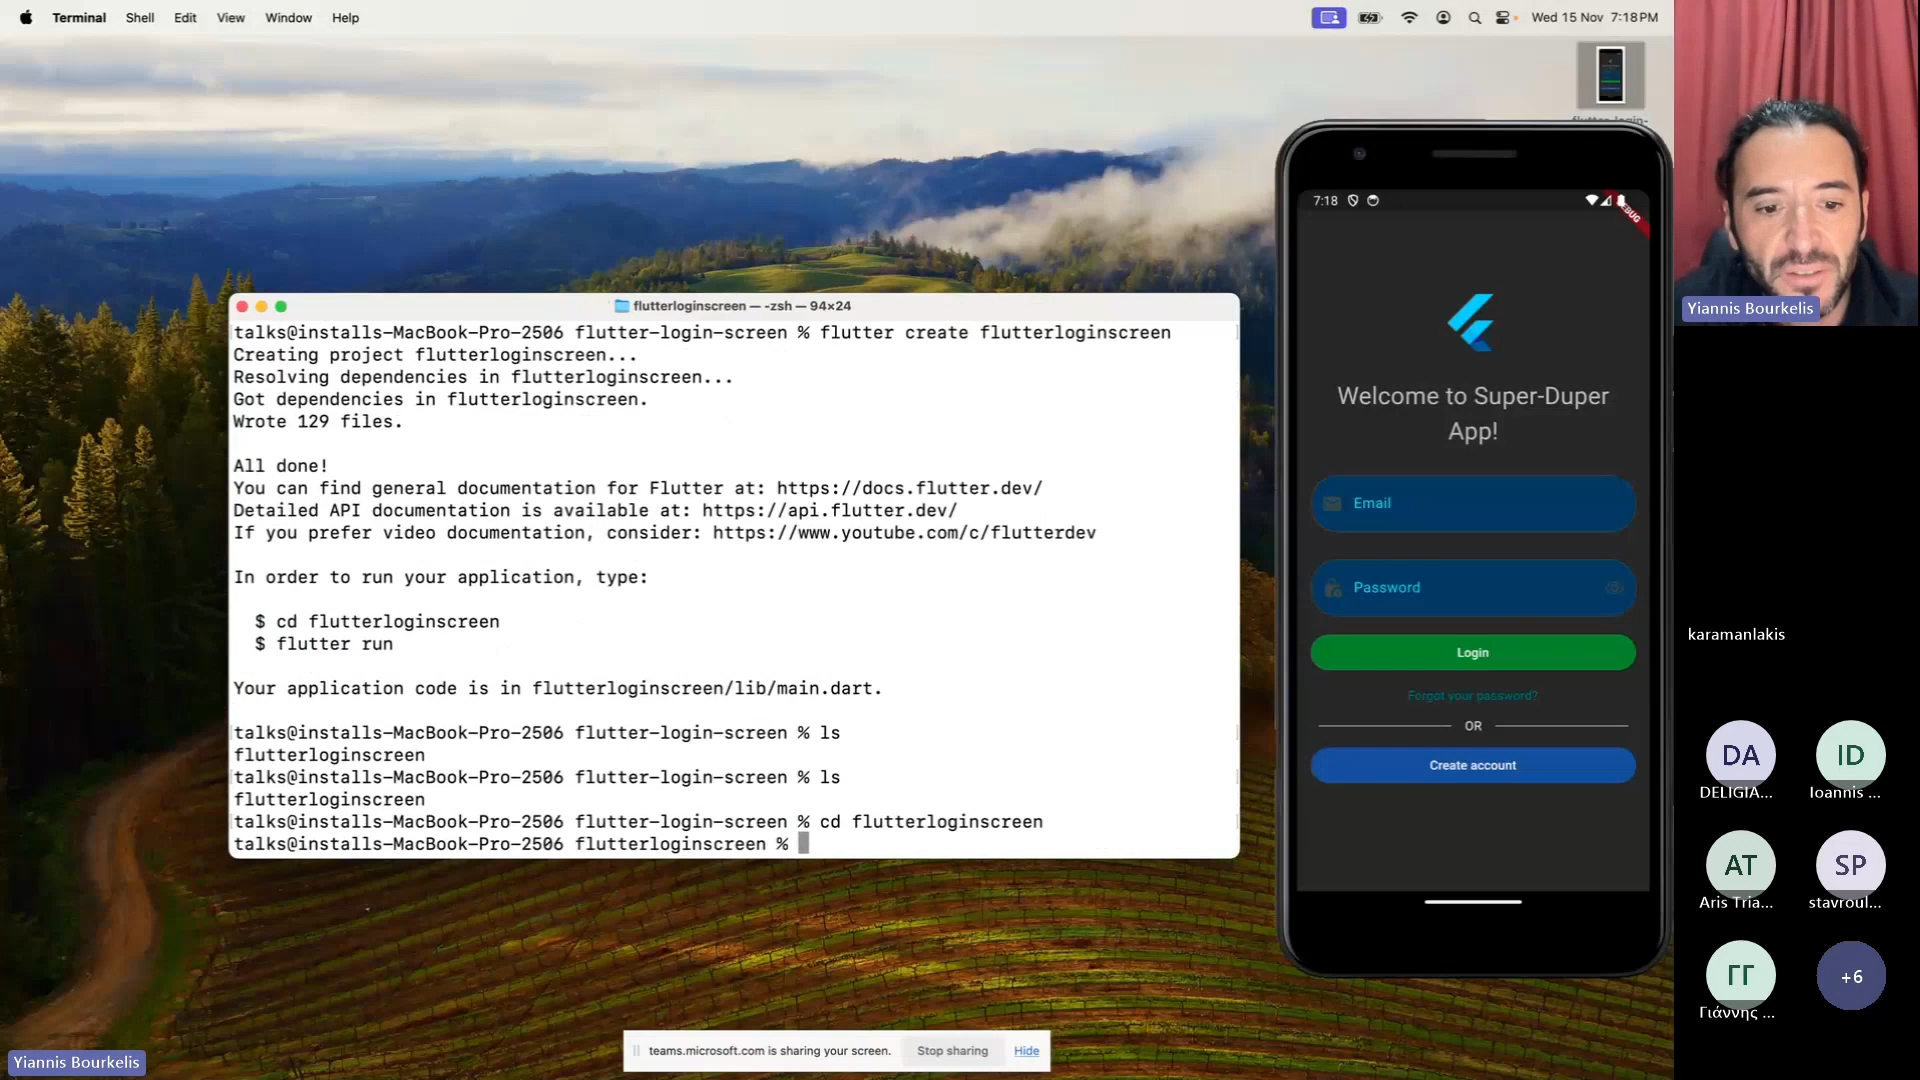 Terminal Shell Edit View Window Help
Wed 15 Nov 7:18 PM
flutterloginscreen — -zsh — 94×24
talks@installs-MacBook-Pro-2506 flutter-login-screen % flutter create flutterloginscreen
Creating project flutterloginscreen...
Resolving dependencies in flutterloginscreen...
Got dependencies in flutterloginscreen.
Wrote 129 files.
All done!
You can find general documentation for Flutter at: https://docs.flutter.dev/
Detailed API documentation is available at: https://api.flutter.dev/
If you prefer video documentation, consider: https://www.youtube.com/c/flutterdev
In order to run your application, type:
$ cd flutterloginscreen
$ flutter run
Your application code is in flutterloginscreen/lib/main.dart.
talks@installs-MacBook-Pro-2506 flutter-login-screen % ls
flutterloginscreen
talks@installs-MacBook-Pro-2506 flutter-login-screen % ls
flutterloginscreen
talks@installs-MacBook-Pro-2506 flutter-login-screen % cd flutterloginscreen
talks@installs-MacBook-Pro-2506 flutterloginscreen %
7:18
Welcome to Super-Duper
App!
Email
Password
Login
Forgot your password?
OR
Create account
Yiannis Bourkelis
karamanlakis
DA
DELIGIA...
ID
Ioannis ...
AT
Aris Tria...
SP
stavroul...
ΓΓ
Γιάννης ...
+6
teams.microsoft.com is sharing your screen.
Stop sharing
Hide
Yiannis Bourkelis